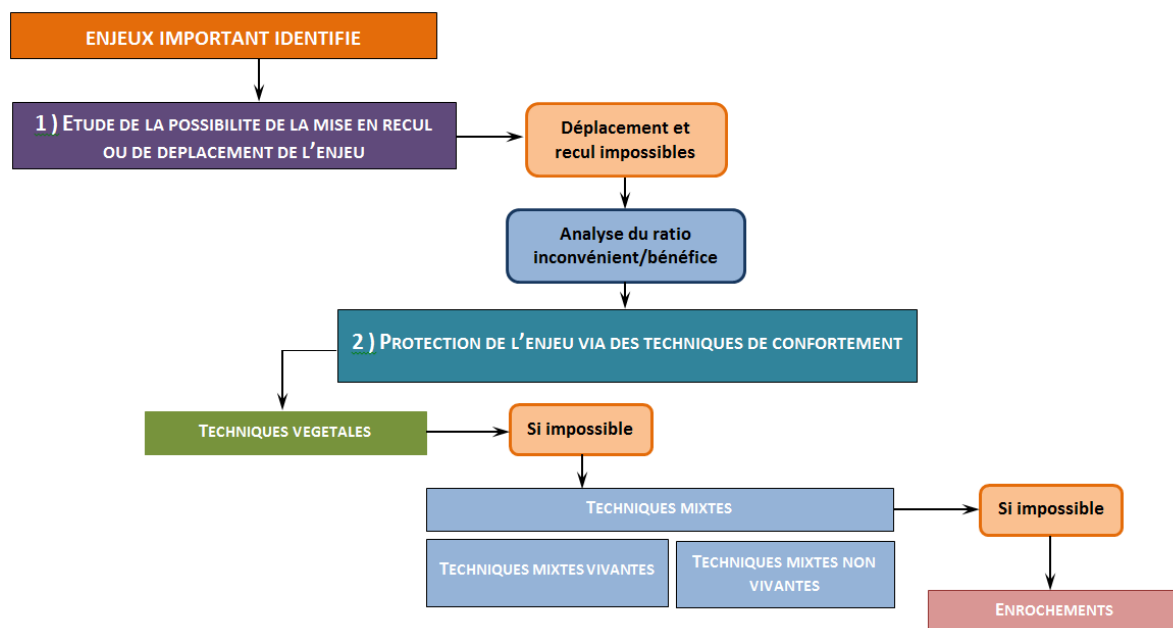 ENJEUX IMPORTANT IDENTIFIE
1) ETUDE DE LA POSSIBILITE DE LA MISE EN RECUL
OU DE DEPLACEMENT DE L'ENJEU
Déplacement et
recul impossibles
Analyse du ratio
inconvénient/bénéfice
2) PROTECTION DE L'ENJEU VIA DES TECHNIQUES DE CONFORTEMENT
TECHNIQUES VEGETALES
Si impossible
TECHNIQUES MIXTES
Si impossible
TECHNIQUES MIXTES VIVANTES
TECHNIQUES MIXTES NON
VIVANTES
ENROCHEMENTS